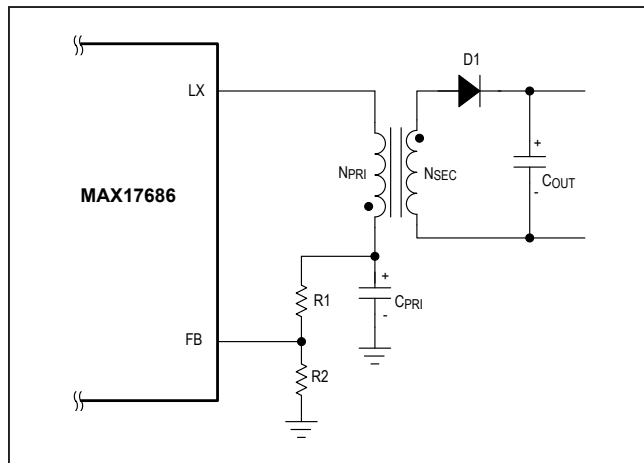 D1
LX
NPRI
NSEC
+
COUT
-
MAX17686
+
R1
CPRI
-
FB
R2